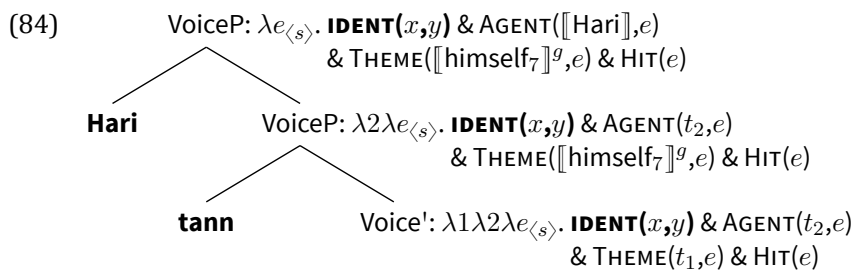 (84) VoiceP: λe⟨s⟩. IDENT(x,y) & AGENT(⟦Hari⟧,e)
& THEME(⟦himself₇⟧ᵍ,e) & HIT(e)
Hari VoiceP: λ2λe⟨s⟩. IDENT(x,y) & AGENT(t₂,e)
& THEME(⟦himself₇⟧ᵍ,e) & HIT(e)
tann Voice': λ1λ2λe⟨s⟩. IDENT(x,y) & AGENT(t₂,e)
& THEME(t₁,e) & HIT(e)